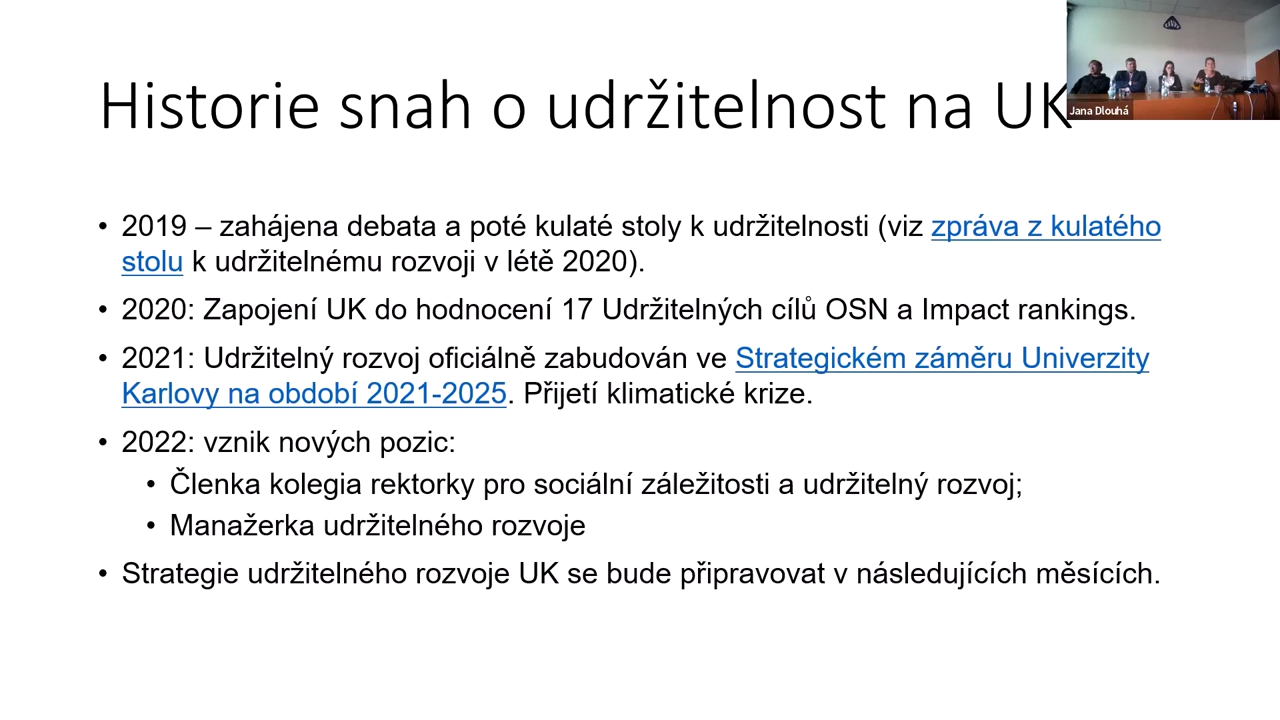 Historie snah o udržitelnost na UK
Jana Dlouhá
• 2019 – zahájena debata a poté kulaté stoly k udržitelnosti (viz zpráva z kulatého
stolu k udržitelnému rozvoji v létě 2020).
• 2020: Zapojení UK do hodnocení 17 Udržitelných cílů OSN a Impact rankings.
• 2021: Udržitelný rozvoj oficiálně zabudován ve Strategickém záměru Univerzity
Karlovy na období 2021-2025. Přijetí klimatické krize.
• 2022: vznik nových pozic:
• Členka kolegia rektorky pro sociální záležitosti a udržitelný rozvoj;
• Manažerka udržitelného rozvoje
• Strategie udržitelného rozvoje UK se bude připravovat v následujících měsících.